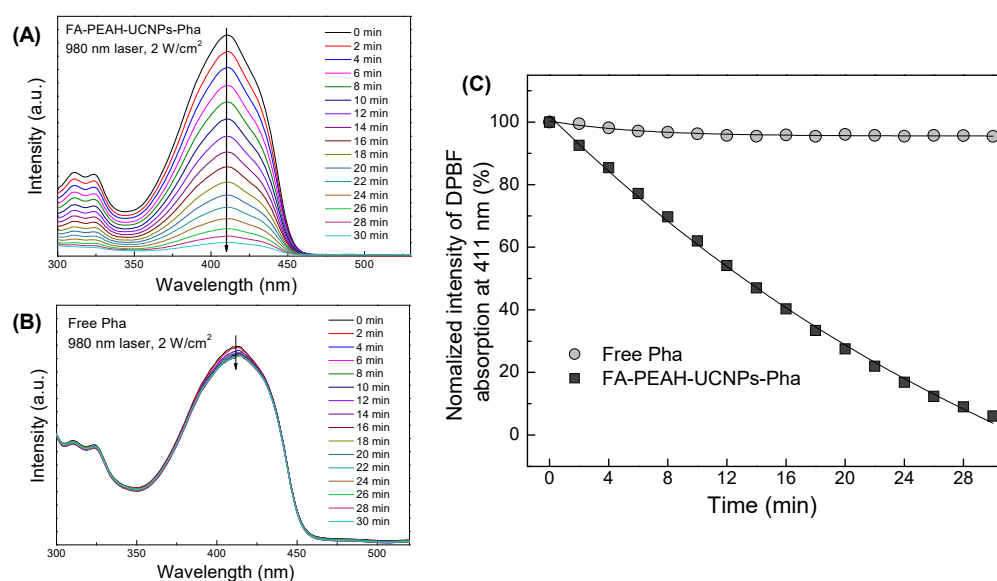 (A)
FA-PEAH-UCNPs-Pha
980 nm laser, 2 W/cm²
0 min
2 min
4 min
6 min
8 min
10 min
12 min
14 min
16 min
18 min
20 min
22 min
24 min
26 min
28 min
30 min
Intensity (a.u.)
300 350 400 450 500
Wavelength (nm)
(B)
Free Pha
980 nm laser, 2 W/cm²
0 min
2 min
4 min
6 min
8 min
10 min
12 min
14 min
16 min
18 min
20 min
22 min
24 min
26 min
28 min
30 min
Intensity (a.u.)
300 350 400 450 500
Wavelength (nm)
C
Nomalized intensity of DPBF
absorption at 411 nm (%)
100
80
60
40
20
0
Free Pha
FA-PEAH-UCNPs-Pha
0 4 8 12 16 20 24 28
Time (min)